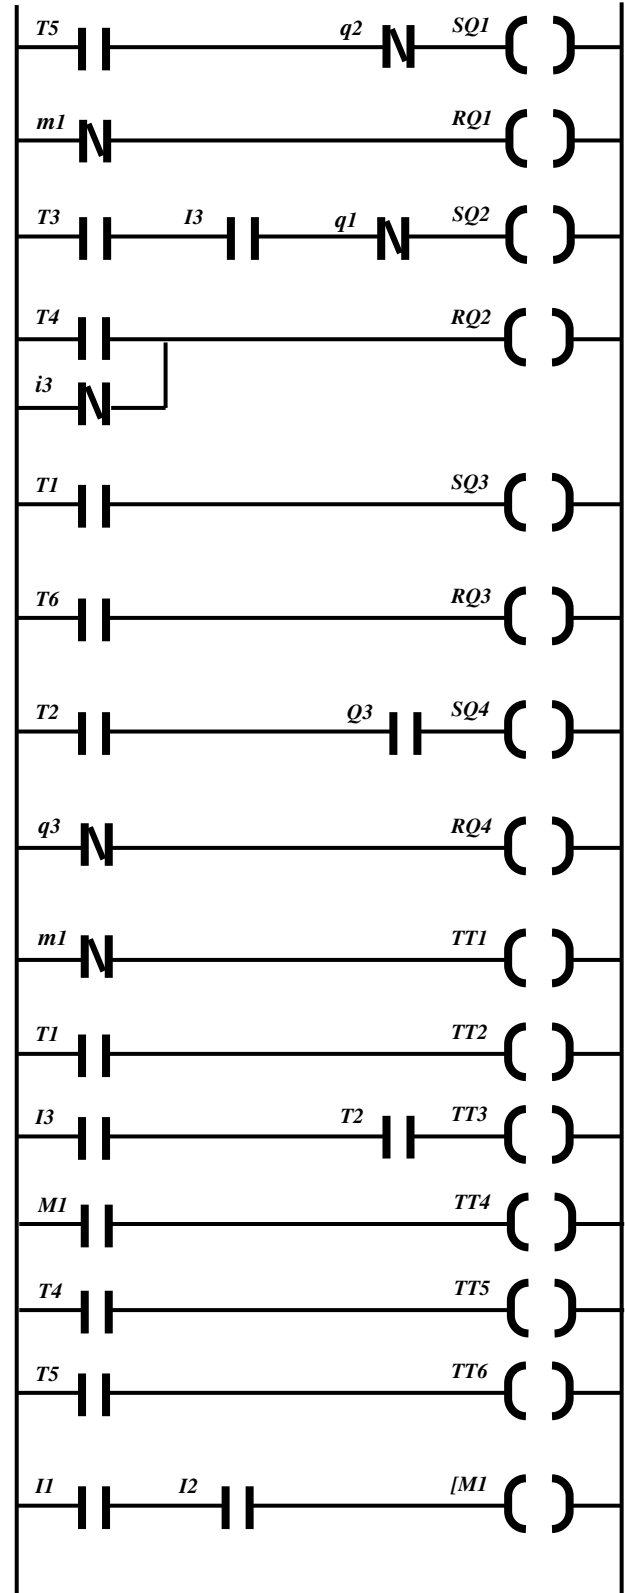 T5 q2 SQ1
m1 RQ1
T3 I3 q1 SQ2
T4 RQ2
i3
T1 SQ3
T6 RQ3
T2 Q3 SQ4
q3 RQ4
m1 TT1
T1 TT2
I3 T2 TT3
M1 TT4
T4 TT5
T5 TT6
I1 I2 [M1